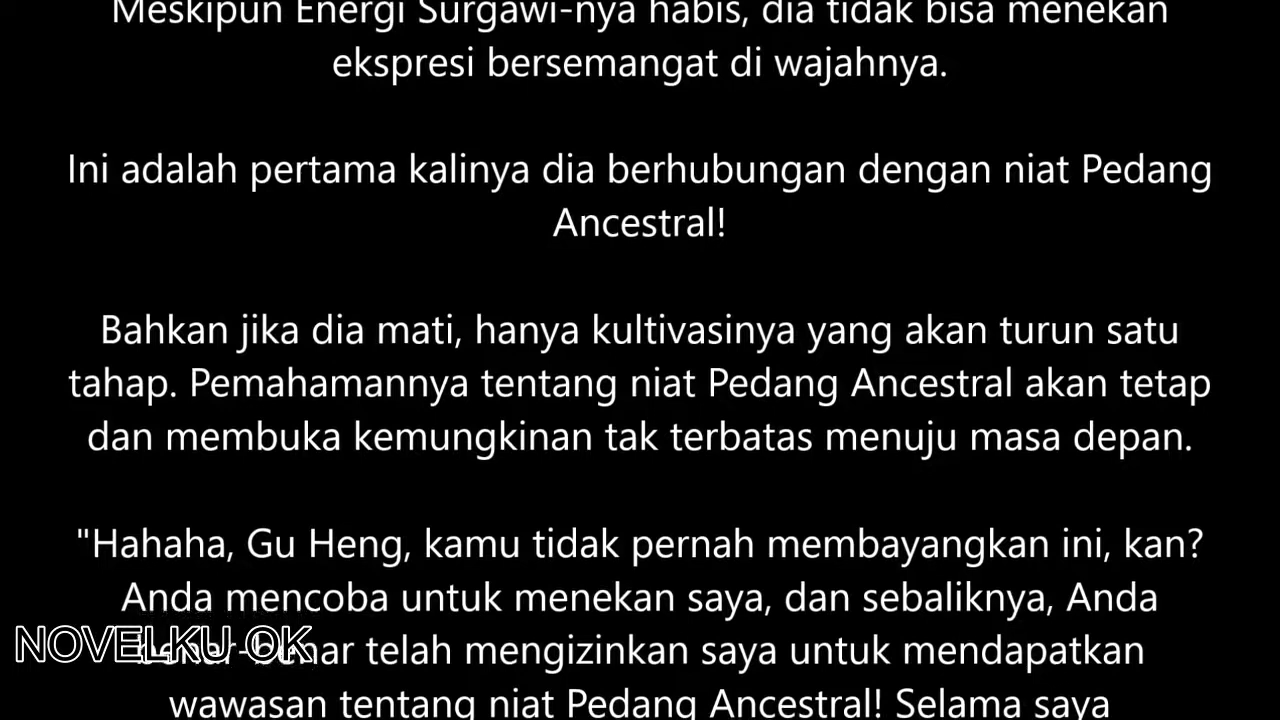 Meskipun Energi Surgawi-nya habis, dia tidak bisa menekan
ekspresi bersemangat di wajahnya.
Ini adalah pertama kalinya dia berhubungan dengan niat Pedang
Ancestral!
Bahkan jika dia mati, hanya kultivasinya yang akan turun satu
tahap. Pemahamannya tentang niat Pedang Ancestral akan tetap
dan membuka kemungkinan tak terbatas menuju masa depan.
"Hahaha, Gu Heng, kamu tidak pernah membayangkan ini, kan?
Anda mencoba untuk menekan saya, dan sebaliknya, Anda
benar-benar telah mengizinkan saya untuk mendapatkan
NOVELKU OK
wawasan tentang niat Pedang Ancestral! Selama saya